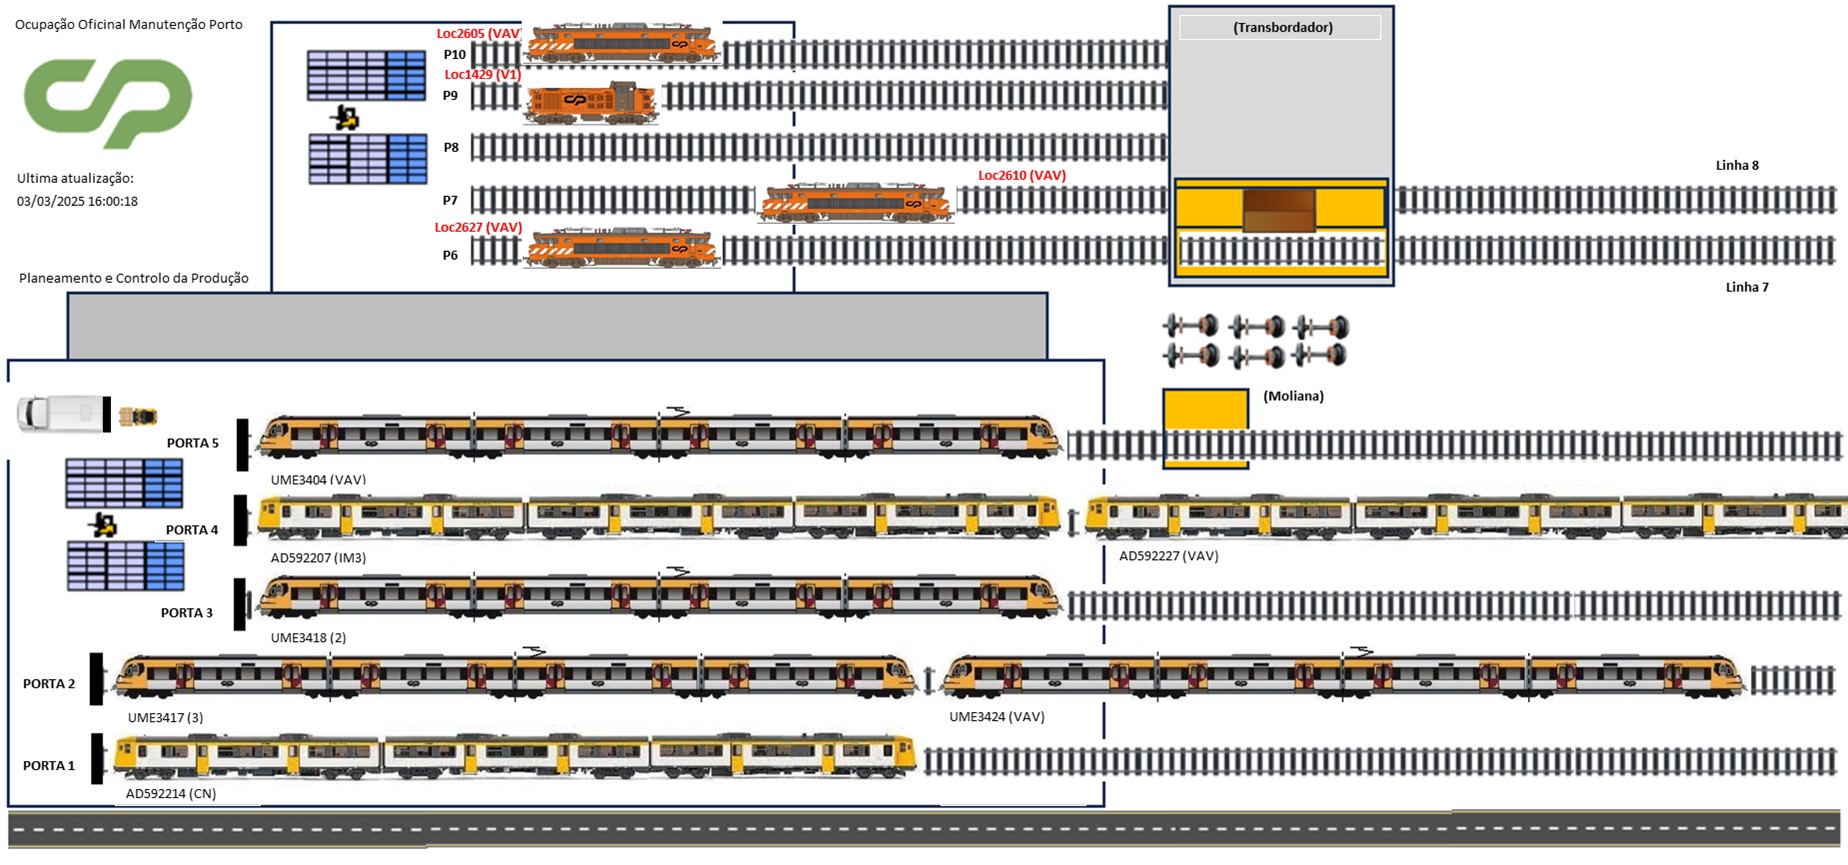 Ocupação Oficinal Manutenção Porto
CP
Ultima atualização:
03/03/2025 16:00:18
Planeamento e Controlo da Produção
Loc2605 (VAV)
P10
Loc1429 (V1)
P9
P8
Loc2610 (VAV)
P7
Loc2627 (VAV)
P6
(Transbordador)
Linha 8
Linha 7
(Moliana)
PORTA 5
UME3404 (VAV)
PORTA 4
AD592207 (IM3)
AD592227 (VAV)
PORTA 3
UME3418 (2)
PORTA 2
UME3417 (3)
UME3424 (VAV)
PORTA 1
AD592214 (CN)